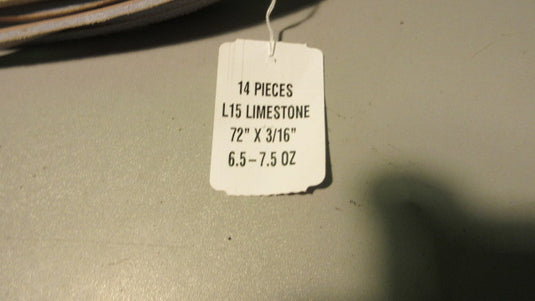 14 PIECES
L15 LIMESTONE
72" X 3/16"
6.5–7.5 OZ